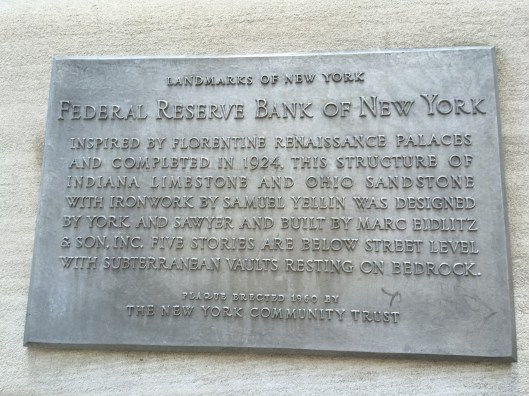 LANDMARKS OF NEW YORK
FEDERAL RESERVE BANK OF NEW YORK
INSPIRED BY FLORENTINE RENAISSANCE PALACES
AND COMPLETED IN 1924, THIS STRUCTURE OF
INDIANA LIMESTONE AND OHIO SANDSTONE
WITH IRONWORK BY SAMUEL YELLIN WAS DESIGNED
BY YORK AND SAWYER AND BUILT BY MARC EIDLITZ
& SON, INC. FIVE STORIES ARE BELOW STREET LEVEL
WITH SUBTERRANEAN VAULTS RESTING ON BEDROCK.
PLAQUE ERECTED 1960 BY
THE NEW YORK COMMUNITY TRUST